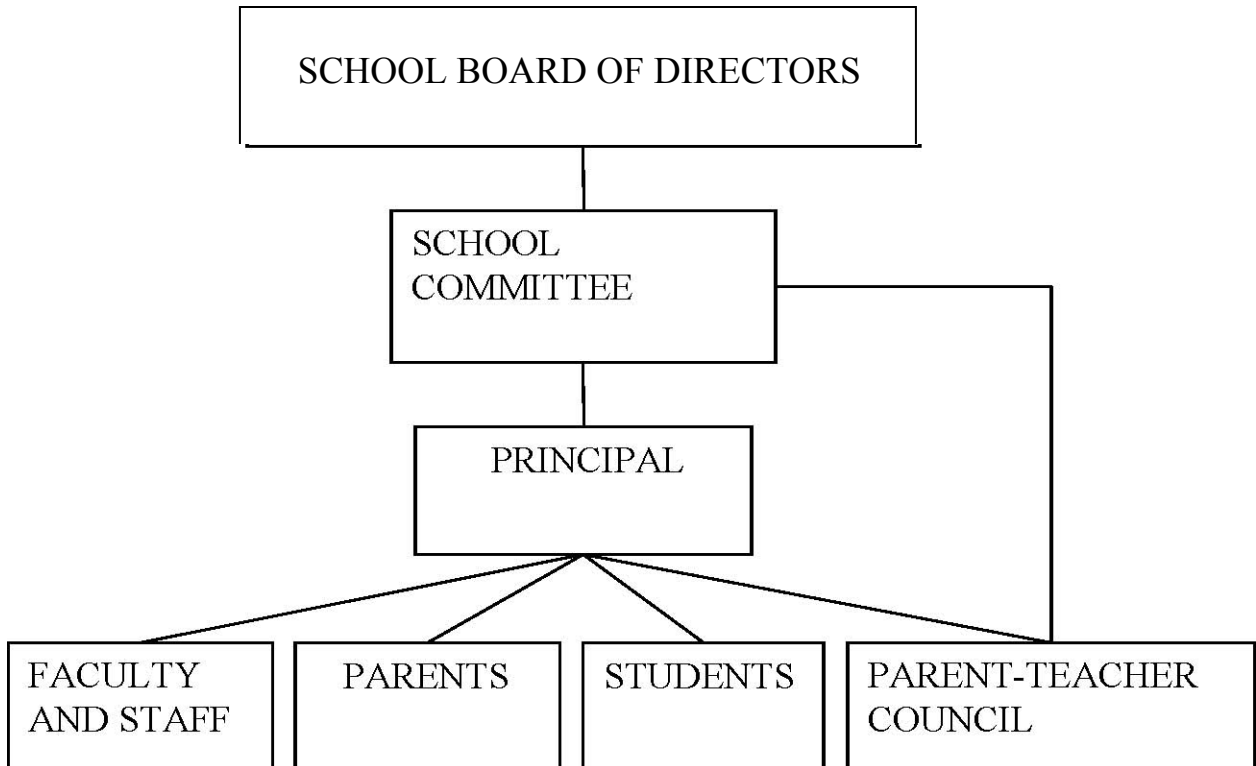 SCHOOL BOARD OF DIRECTORS
SCHOOL
COMMITTEE
PRINCIPAL
FACULTY
AND STAFF
PARENTS
STUDENTS
PARENT-TEACHER
COUNCIL